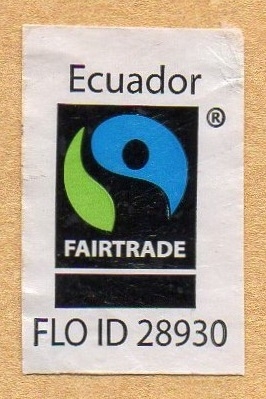 Ecuador
®
FAIRTRADE
FLO ID 28930